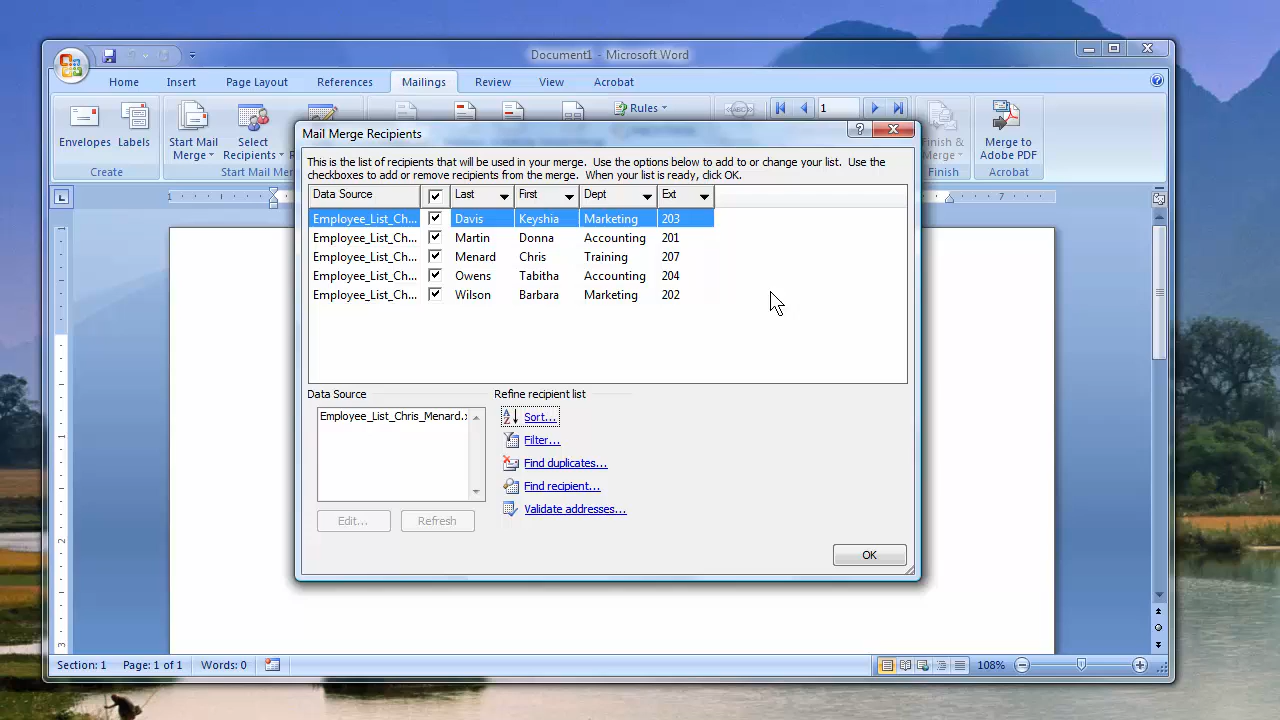 Document1 - Microsoft Word
Home Insert Page Layout References Mailings Review View Acrobat
Rules
1
Envelopes Labels Start Mail Merge Select Recipients
Finish & Merge
Merge to Adobe PDF
Create Start Mail Merge Finish Acrobat
Mail Merge Recipients
This is the list of recipients that will be used in your merge. Use the options below to add to or change your list. Use the
checkboxes to add or remove recipients from the merge. When your list is ready, click OK.
Data Source Last First Dept Ext
Employee_List_Ch... Davis Keyshia Marketing 203
Employee_List_Ch... Martin Donna Accounting 201
Employee_List_Ch... Menard Chris Training 207
Employee_List_Ch... Owens Tabitha Accounting 204
Employee_List_Ch... Wilson Barbara Marketing 202
Data Source Refine recipient list
Employee_List_Chris_Menard.x
Sort...
Filter...
Find duplicates...
Find recipient...
Validate addresses...
Edit... Refresh
OK
1 7
1
2
3
Section: 1 Page: 1 of 1 Words: 0 108%